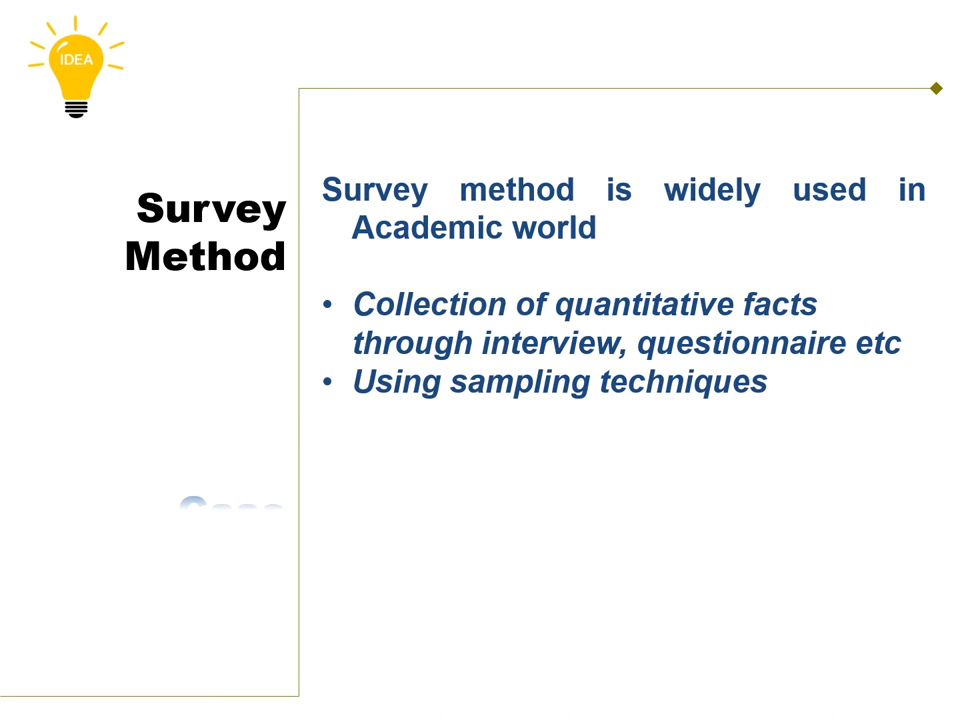 IDEA
Survey
Method
Survey method is widely used in
Academic world
• Collection of quantitative facts
through interview, questionnaire etc
• Using sampling techniques